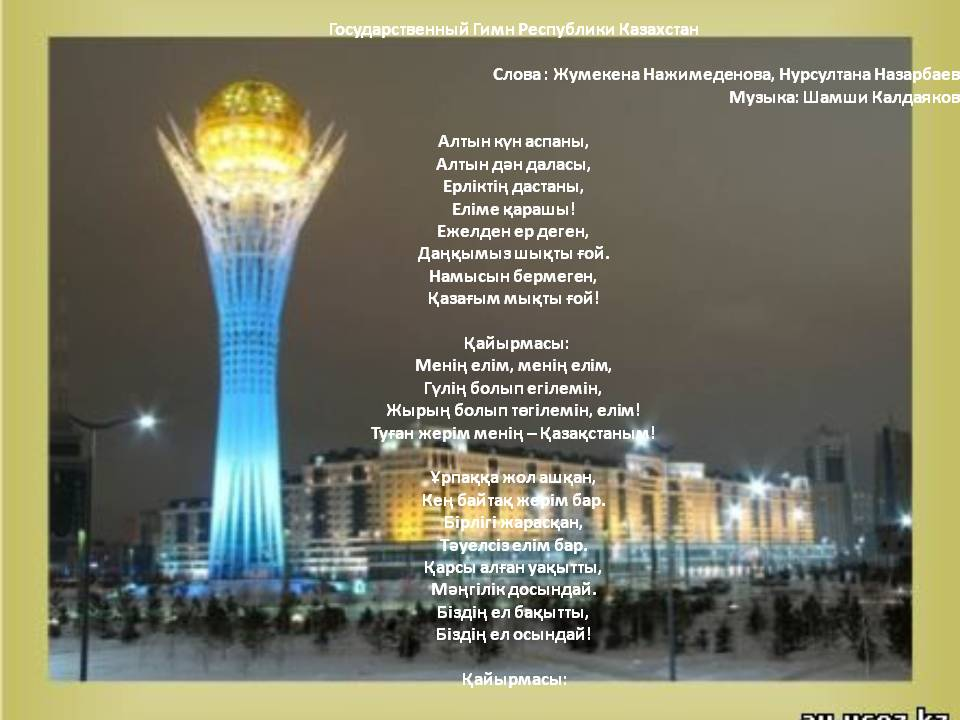 Государственный Гимн Республики Казахстан
Слова : Жумекена Нажимеденова, Нурсултана Назарбаев
Музыка: Шамши Калдаяков
Алтын күн аспаны,
Алтын дән даласы,
Ерліктің дастаны,
Еліме қарашы!
Ежелден ер деген,
Даңқымыз шықты ғой.
Намысын бермеген,
Қазағым мықты ғой!
Қайырмасы:
Менің елім, менің елім,
Гүлің болып егілемін,
Жырың болып төгілемін, елім!
Туған жерім менің – Қазақстаным!
Ұрпаққа жол ашқан,
Кең байтақ жерім бар.
Бірлігі жарасқан,
Тәуелсіз елім бар.
Қарсы алған уақытты,
Мәңгілік досындай.
Біздің ел бақытты,
Біздің ел осындай!
Қайырмасы: